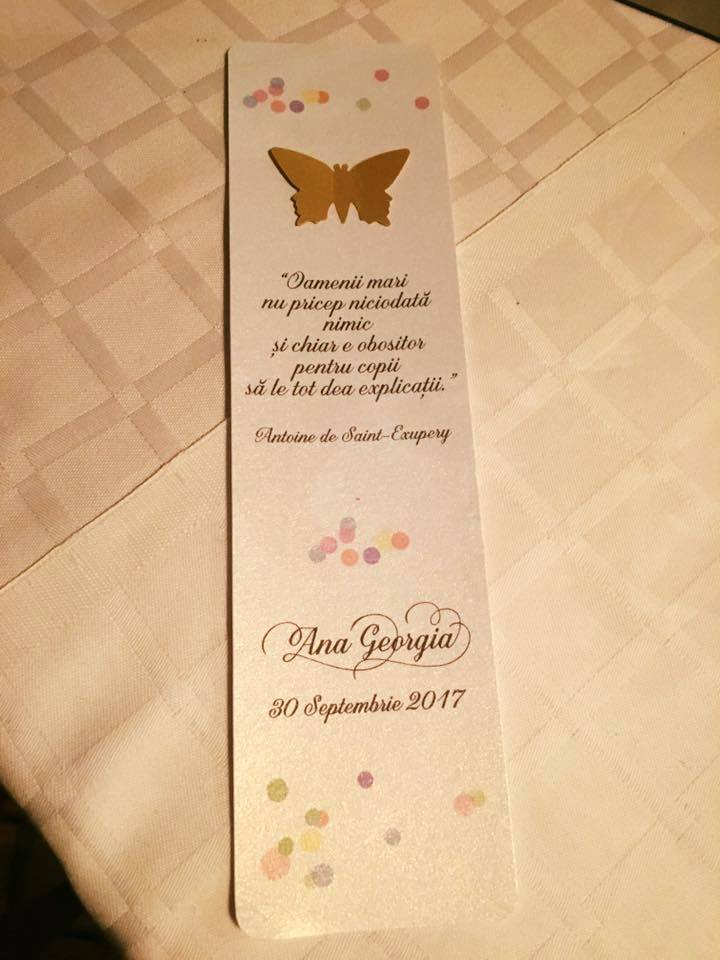 “Oamenii mari
nu pricep niciodată
nimic
și chiar e obositor
pentru copii
să le tot dea explicații.”
Antoine de Saint-Exupery
Ana Georgia
30 Septembrie 2017